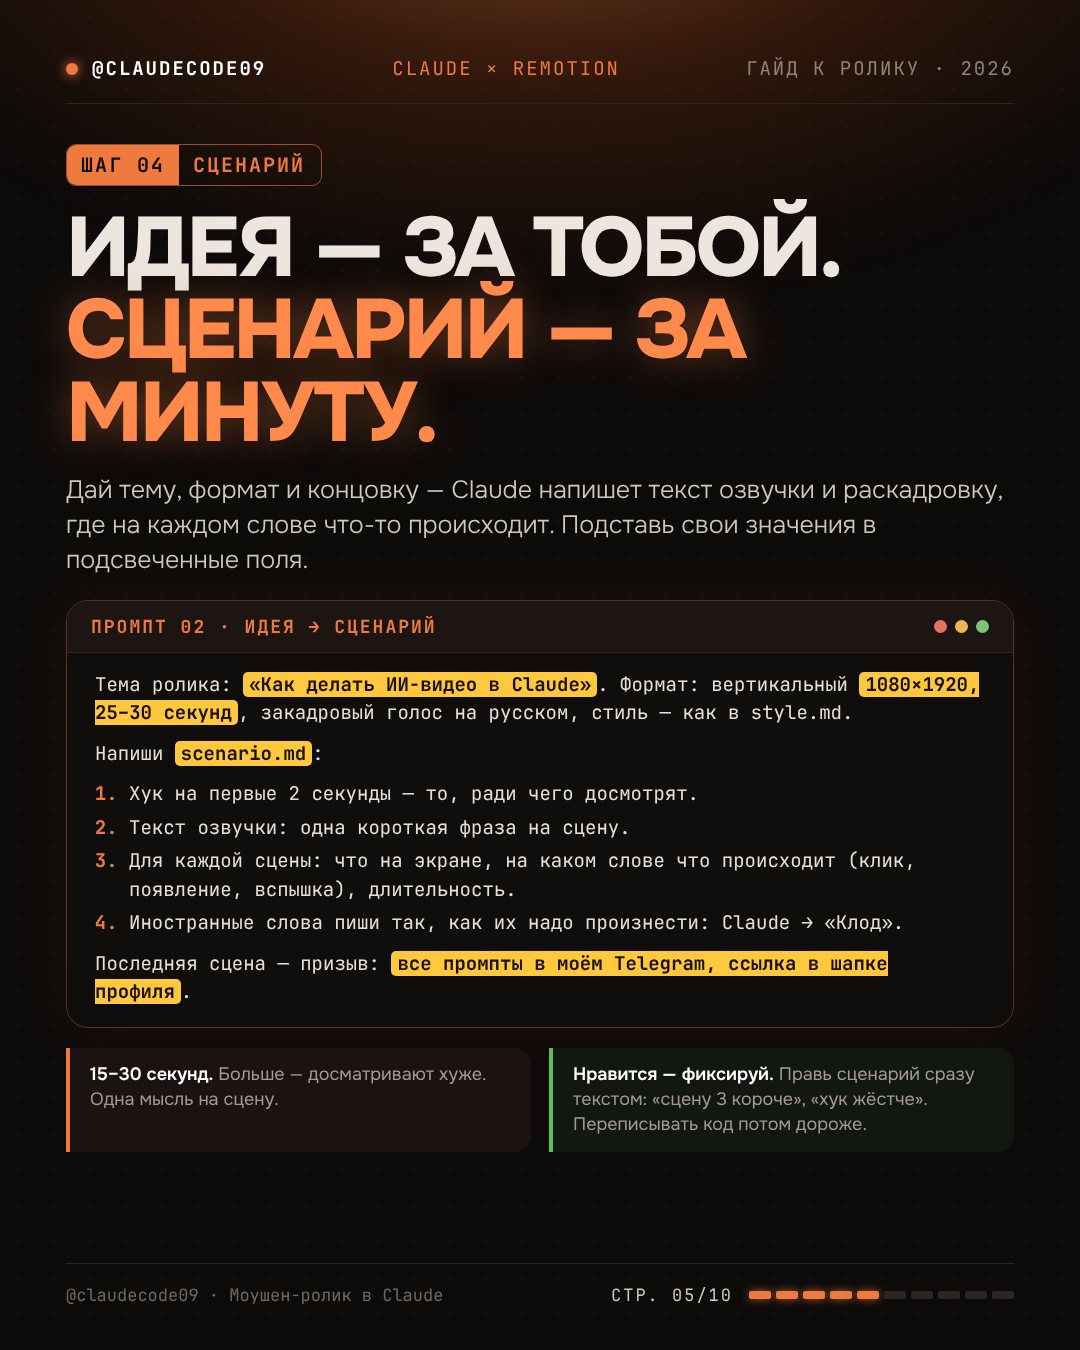 @CLAUDECODE09
CLAUDE × REMOTION
ГАЙД К РОЛИКУ · 2026
ШАГ 04
СЦЕНАРИЙ
ИДЕЯ — ЗА ТОБОЙ.
СЦЕНАРИЙ — ЗА
МИНУТУ.
Дай тему, формат и концовку — Claude напишет текст озвучки и раскадровку,
где на каждом слове что-то происходит. Подставь свои значения в
подсвеченные поля.
ПРОМПТ 02 · ИДЕЯ → СЦЕНАРИЙ
Тема ролика: «Как делать ИИ-видео в Claude». Формат: вертикальный 1080×1920,
25–30 секунд, закадровый голос на русском, стиль — как в style.md.
Напиши scenario.md:
1. Хук на первые 2 секунды — то, ради чего досмотрят.
2. Текст озвучки: одна короткая фраза на сцену.
3. Для каждой сцены: что на экране, на каком слове что происходит (клик,
появление, вспышка), длительность.
4. Иностранные слова пиши так, как их надо произнести: Claude → «Клод».
Последняя сцена — призыв: все промпты в моём Telegram, ссылка в шапке
профиля.
15–30 секунд. Больше — досматривают хуже.
Одна мысль на сцену.
Нравится — фиксируй. Правь сценарий сразу
текстом: «сцену 3 короче», «хук жёстче».
Переписывать код потом дороже.
@claudecode09 · Моушен-ролик в Claude
СТР. 05/10